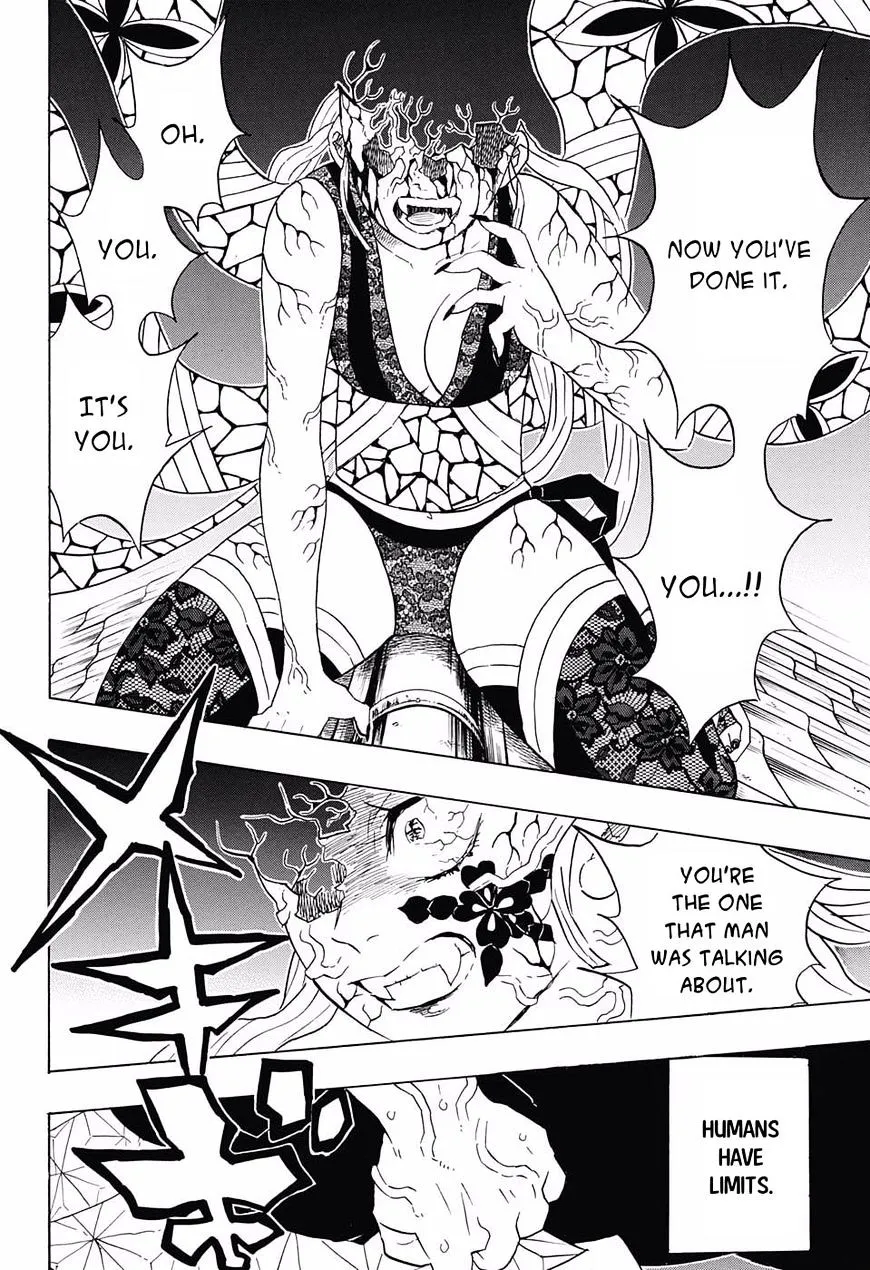 NOW YOU'VE
DONE IT.
YOU...!!
OH.
YOU.
IT'S
YOU.
YOU'RE
THE ONE
THAT MAN
WAS TALKING
ABOUT.
HUMANS
HAVE
LIMITS.